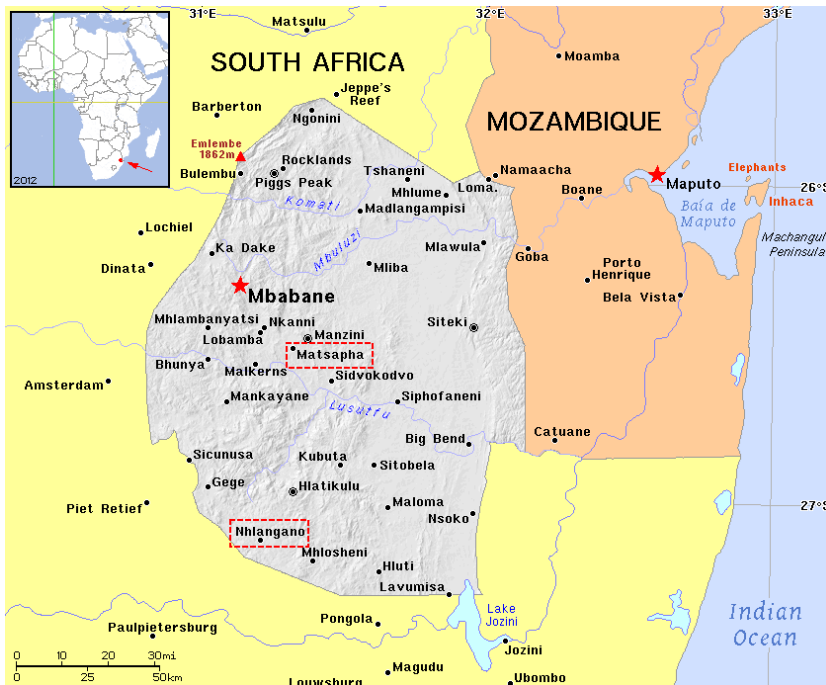 31°E
32°E
33°E
Matsulu
SOUTH AFRICA
Moamba
Jeppe's
Reef
Barberton
Ngonini
MOZAMBIQUE
Emlembe
1862m
Rocklands
Bulembu
Piggs Peak
Tshaneni
Loma.
Namaacha
Mhlume
Boane
Maputo
Elephants
26°S
Inhaca
Baía de
Maputo
2012
Komati
Madlangampisi
Lochiel
Ka Dake
Mbuluzi
Mlawula
Goba
Machangul
Peninsula
Dinata
Mliba
Porto
Henrique
Bela Vista
Mbabane
Mhlambanyatsi
Nkanni
Lobamba
Manzini
Siteki
Matsapha
Bhunya
Malkerns
Sidvokodvo
Amsterdam
Mankayane
Lusutfu
Siphofaneni
Big Bend
Catuane
Sicunusa
Kubuta
Sitobela
Gege
Hlatikulu
Piet Retief
Maloma
Nsoko
27°S
Nhlangano
Mhlosheni
Hluti
Lavumisa
Pongola
Lake
Jozini
Indian
Ocean
Paulpietersburg
Jozini
0 10 20 30mi
0 25 50km
Magudu
Louwsburg
Ubombo